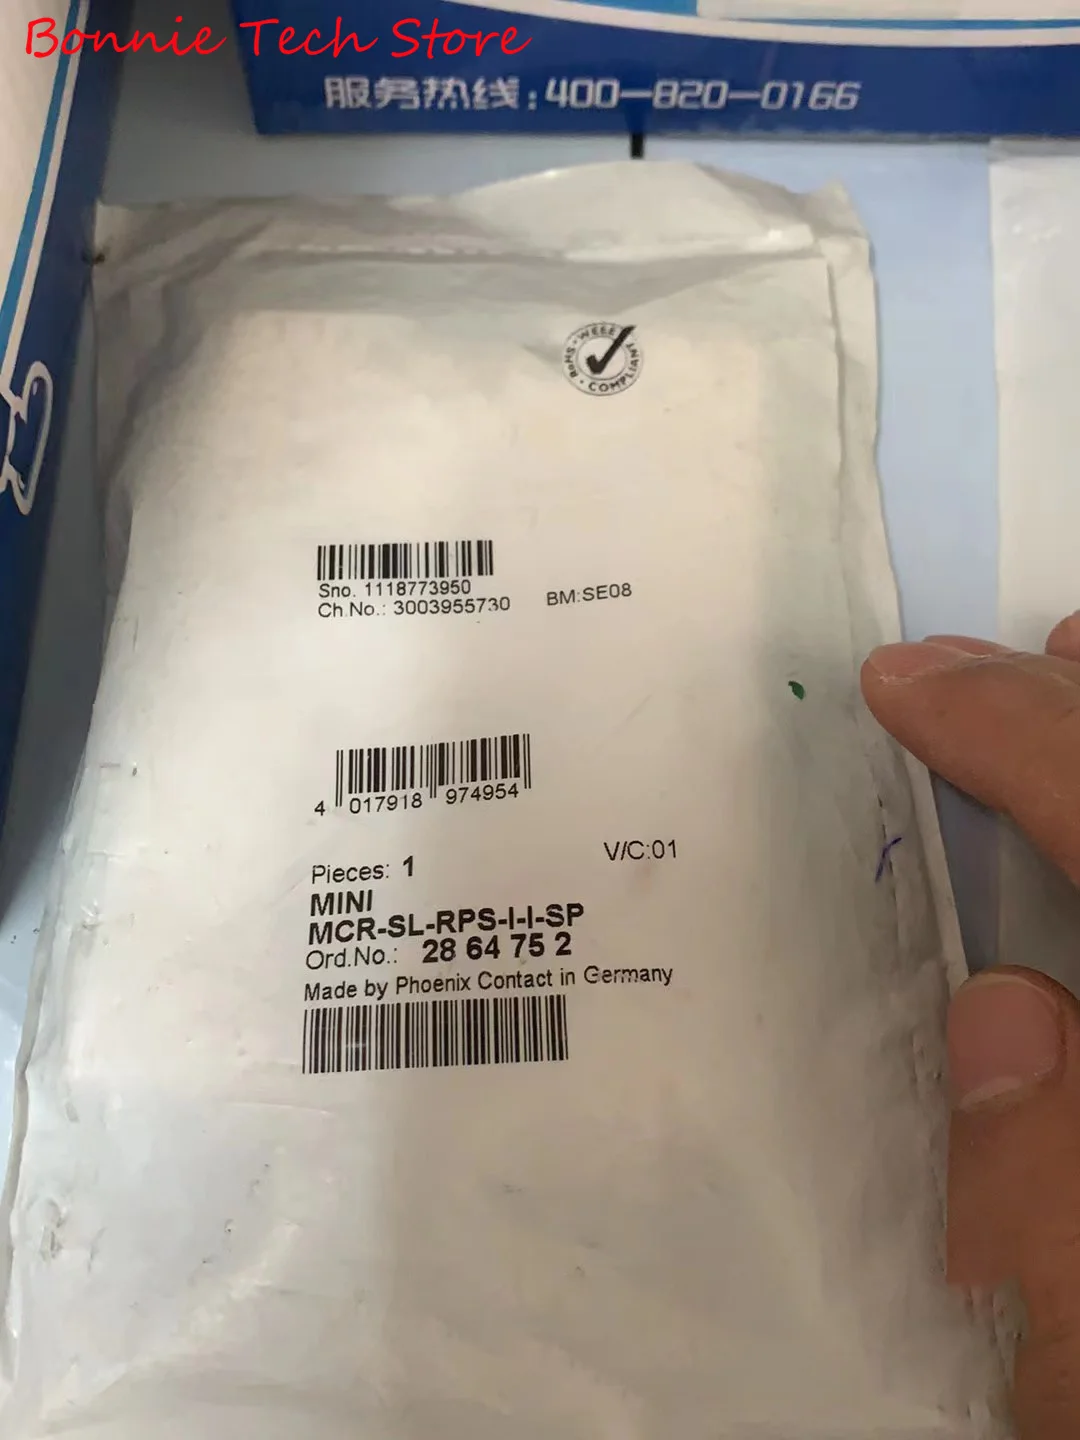 Bonnie Tech Store
服务热线:400-820-0166
WEEE
RoHS
COMPLIANT
Sno. 1118773950
Ch.No.: 3003955730
BM:SE08
4 017918 974954
Pieces: 1
V/C:01
MINI
MCR-SL-RPS-I-I-SP
Ord.No.: 28 64 75 2
Made by Phoenix Contact in Germany